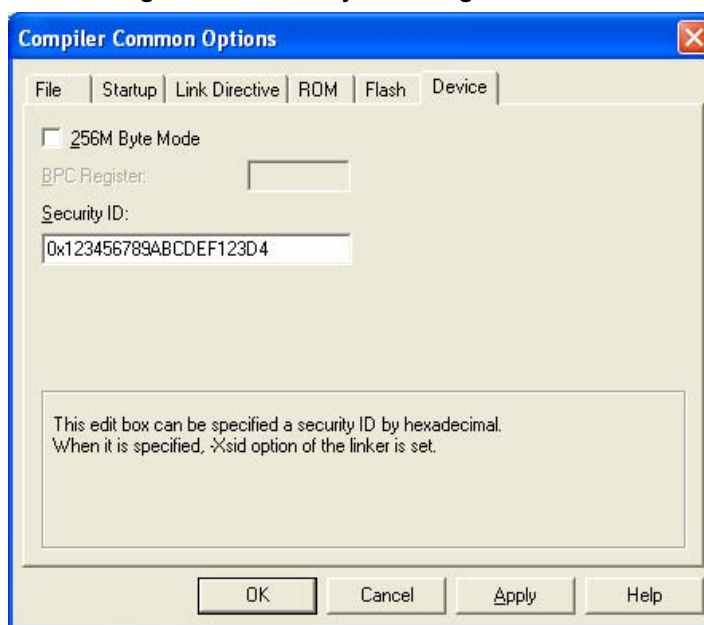 Compiler Common Options
File Startup Link Directive ROM Flash Device
256M Byte Mode
BPC Register:
Security ID:
0x123456789ABCDEF123D4
This edit box can be specified a security ID by hexadecimal.
When it is specified, -Xsid option of the linker is set.
OK Cancel Apply Help